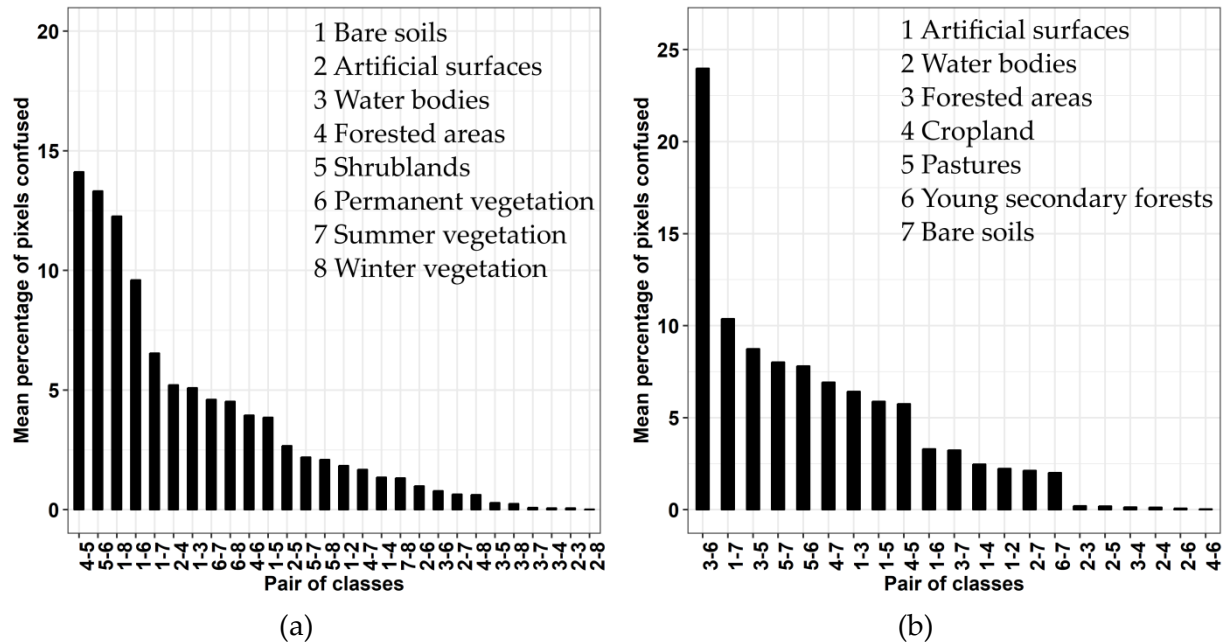 20
15
10
5
0
Mean percentage of pixels confused
1 Bare soils
2 Artificial surfaces
3 Water bodies
4 Forested areas
5 Shrublands
6 Permanent vegetation
7 Summer vegetation
8 Winter vegetation
4-5 5-6 1-8 1-6 1-7 2-4 1-3 6-7 6-8 4-6 1-5 2-5 5-7 5-8 1-2 4-7 1-4 7-8 2-6 3-6 2-7 4-8 3-5 3-8 3-7 3-4 2-3 2-8
Pair of classes
(a)
25
20
15
10
5
0
Mean percentage of pixels confused
1 Artificial surfaces
2 Water bodies
3 Forested areas
4 Cropland
5 Pastures
6 Young secondary forests
7 Bare soils
3-6 1-7 3-5 5-7 5-6 4-7 1-3 1-5 4-5 1-6 3-7 1-4 1-2 2-7 6-7 2-3 2-5 3-4 2-4 2-6 4-6
Pair of classes
(b)